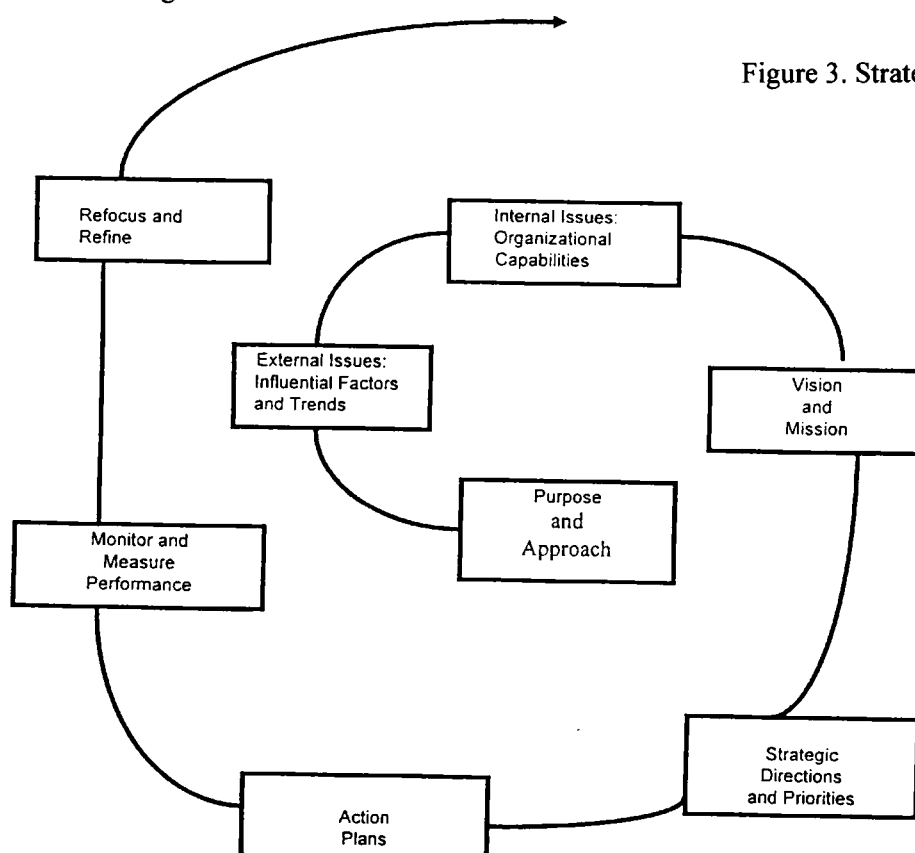 Figure 3. Strate
Refocus and
Refine
Internal Issues:
Organizational
Capabilities
External Issues:
Influential Factors
and Trends
Vision
and
Mission
Purpose
and
Approach
Monitor and
Measure
Performance
Strategic
Directions
and Priorities
Action
Plans